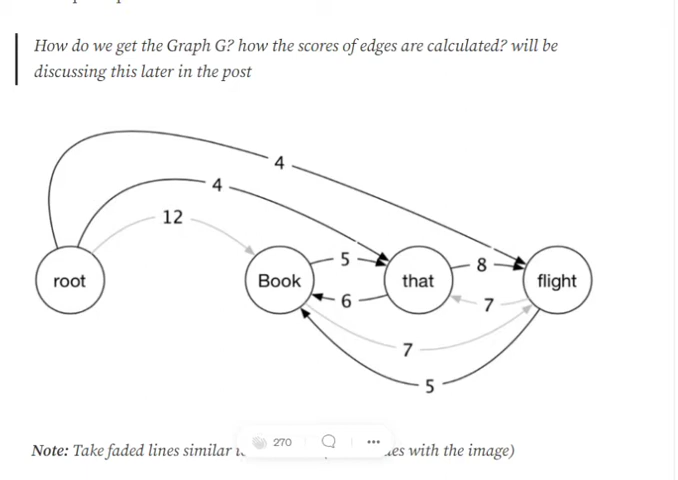 How do we get the Graph G? how the scores of edges are calculated? will be
discussing this later in the post
4
4
12
root
Book
5
6
that
8
7
flight
7
5
270
Note: Take faded lines similar with the image)